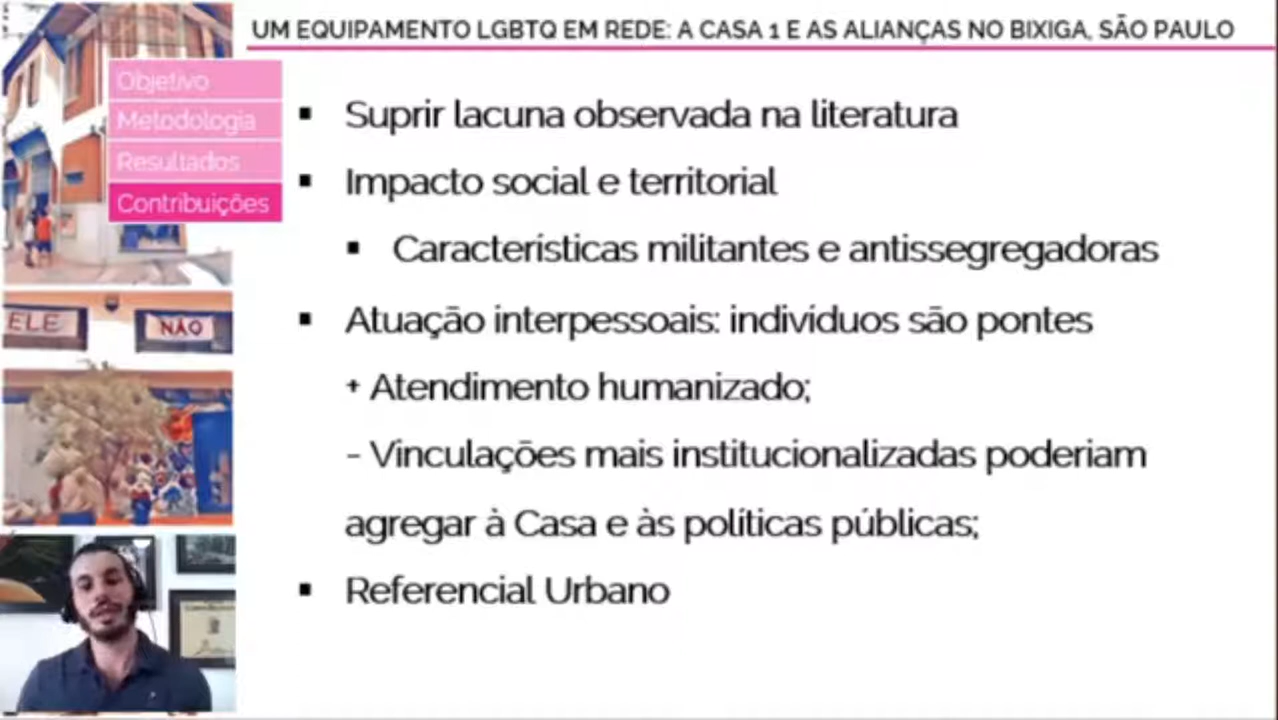 UM EQUIPAMENTO LGBTQ EM REDE: A CASA 1 E AS ALIANÇAS NO BIXIGA, SÃO PAULO
Objetivo
Metodologia
Resultados
Contribuições
▪ Suprir lacuna observada na literatura
▪ Impacto social e territorial
▪ Características militantes e antissegregadoras
▪ Atuação interpessoais: indivíduos são pontes
+ Atendimento humanizado;
- Vinculações mais institucionalizadas poderiam
agregar à Casa e às políticas públicas;
▪ Referencial Urbano
ELE NÃO